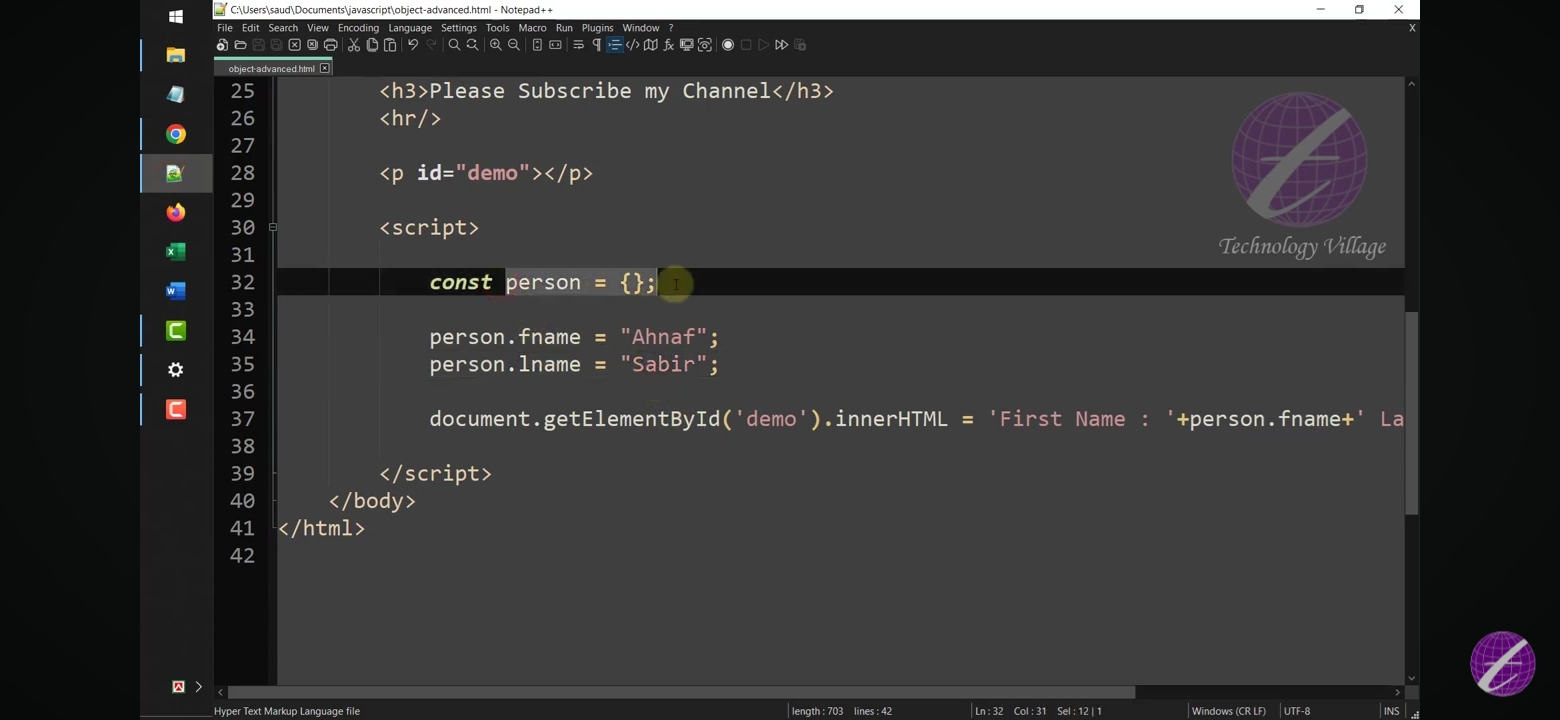 C:\Users\saud\Documents\javascript\object-advanced.html - Notepad++
File Edit Search View Encoding Language Settings Tools Macro Run Plugins Window ? X
object-advanced.html
25 <h3>Please Subscribe my Channel</h3>
26 <hr/>
27
28 <p id="demo"></p>
29
30 <script>
31
32 const person = {};
33
34 person.fname = "Ahnaf";
35 person.lname = "Sabir";
36
37 document.getElementById('demo').innerHTML = 'First Name : '+person.fname+' La
38
39 </script>
40 </body>
41 </html>
42
Technology Village
Hyper Text Markup Language file length : 703 lines : 42 Ln : 32 Col : 31 Sel : 12 | 1 Windows (CR LF) UTF-8 INS